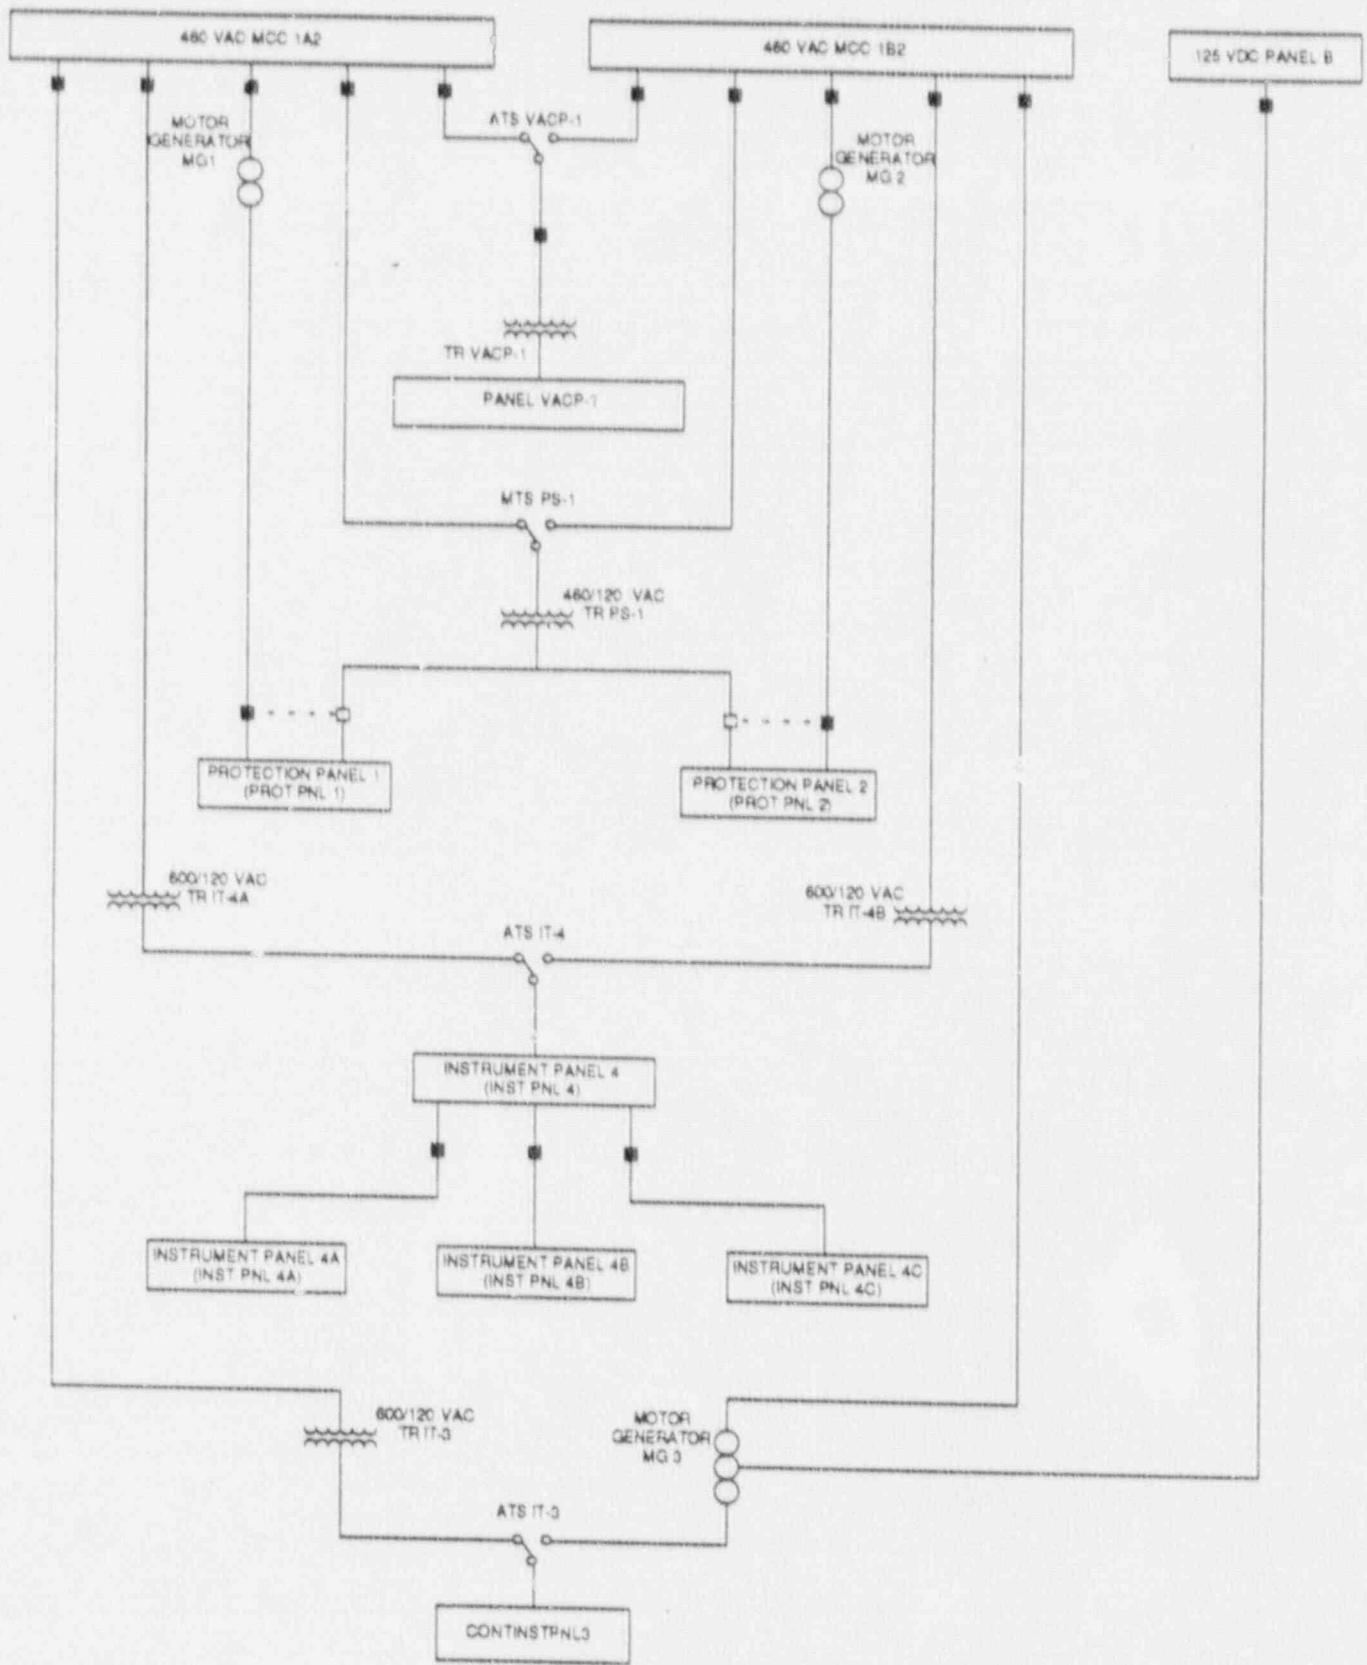 480 VAC MCC 1A2
480 VAC MCC 1B2
125 VDC PANEL B
MOTOR
GENERATOR
MG1
ATS VACP-1
MOTOR
GENERATOR
MG 2
TR VACP-1
PANEL VACP-1
MTS PS-1
480/120 VAC
TR PS-1
PROTECTION PANEL 1
(PROT PNL 1)
PROTECTION PANEL 2
(PROT PNL 2)
600/120 VAC
TR IT-4A
600/120 VAC
TR IT-4B
ATS IT-4
INSTRUMENT PANEL 4
(INST PNL 4)
INSTRUMENT PANEL 4A
(INST PNL 4A)
INSTRUMENT PANEL 4B
(INST PNL 4B)
INSTRUMENT PANEL 4C
(INST PNL 4C)
600/120 VAC
TR IT-3
MOTOR
GENERATOR
MG 3
ATS IT-3
CONTINSTPNL3